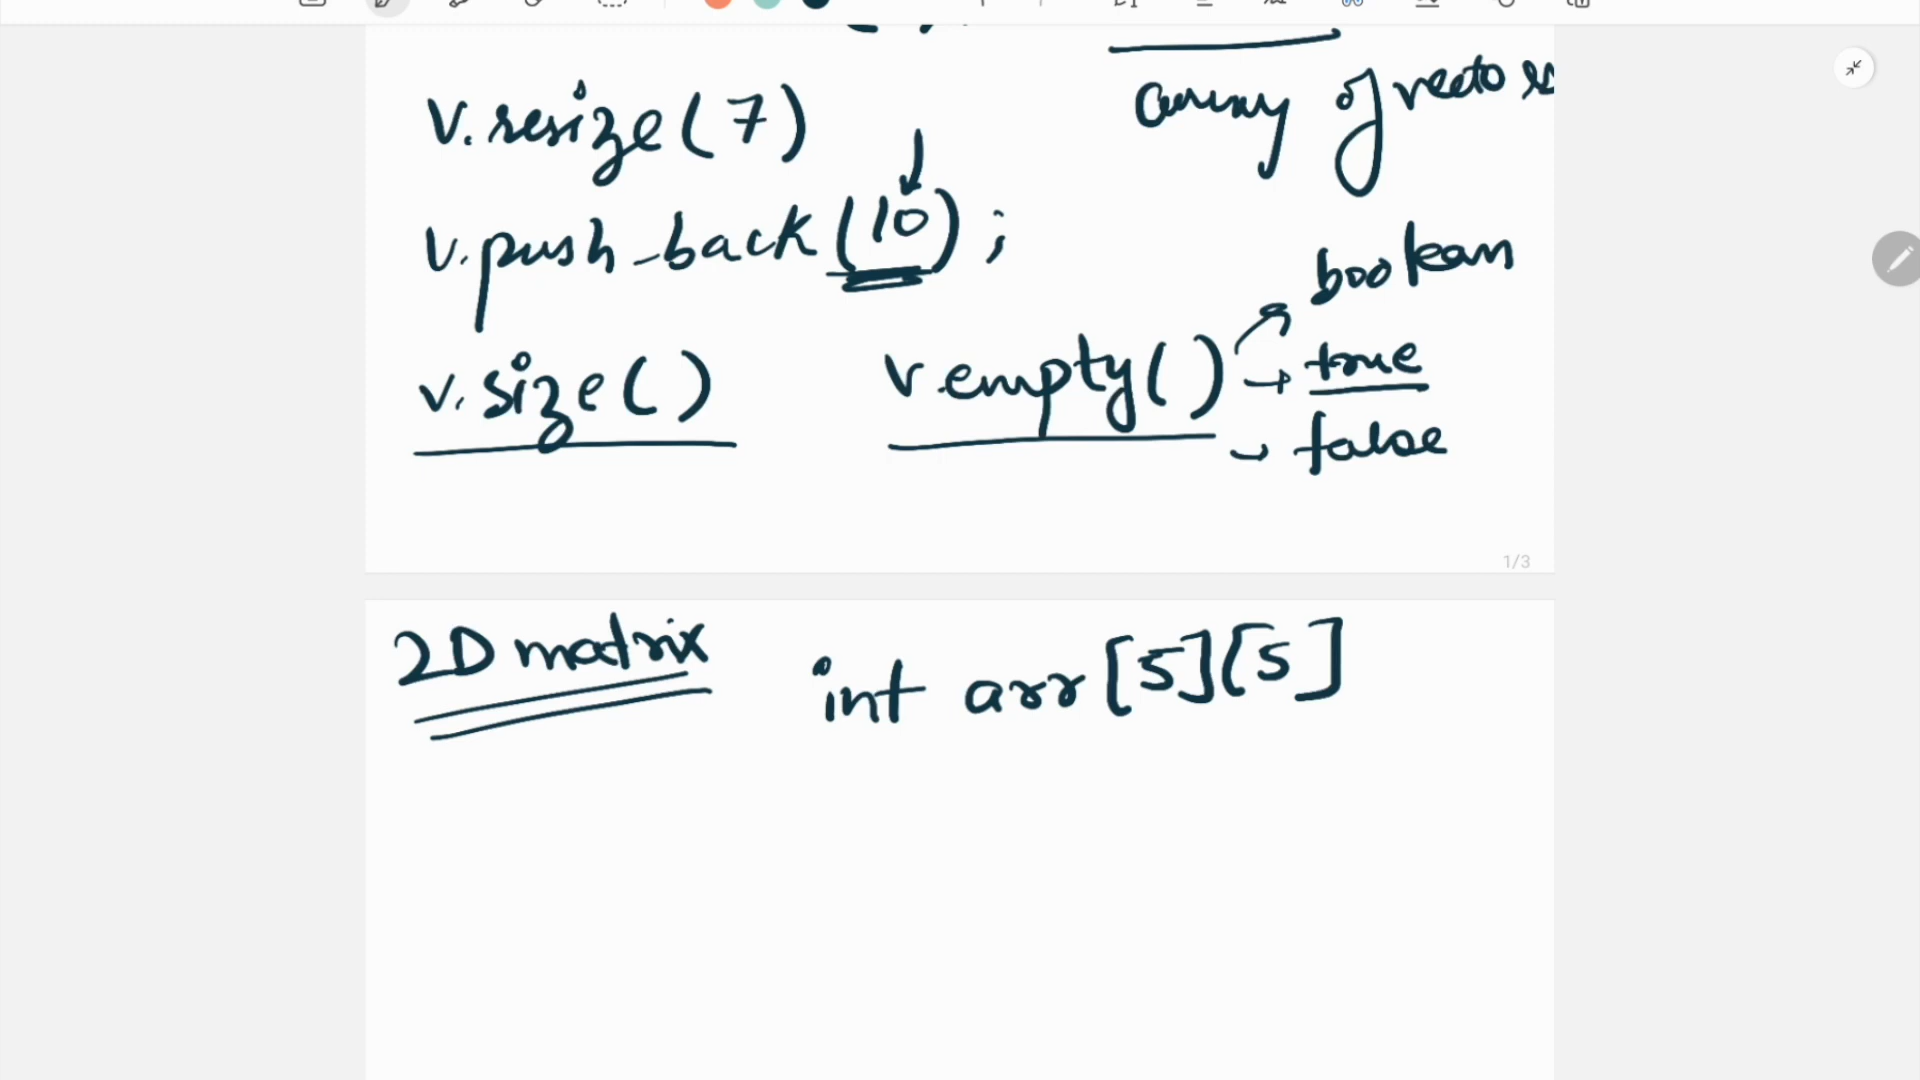 v.resize(7)
array of vectors
v.push_back(10);
boolean
v.size()
v.empty() → true
→ false
1/3
2D matrix
int arr[5][5]